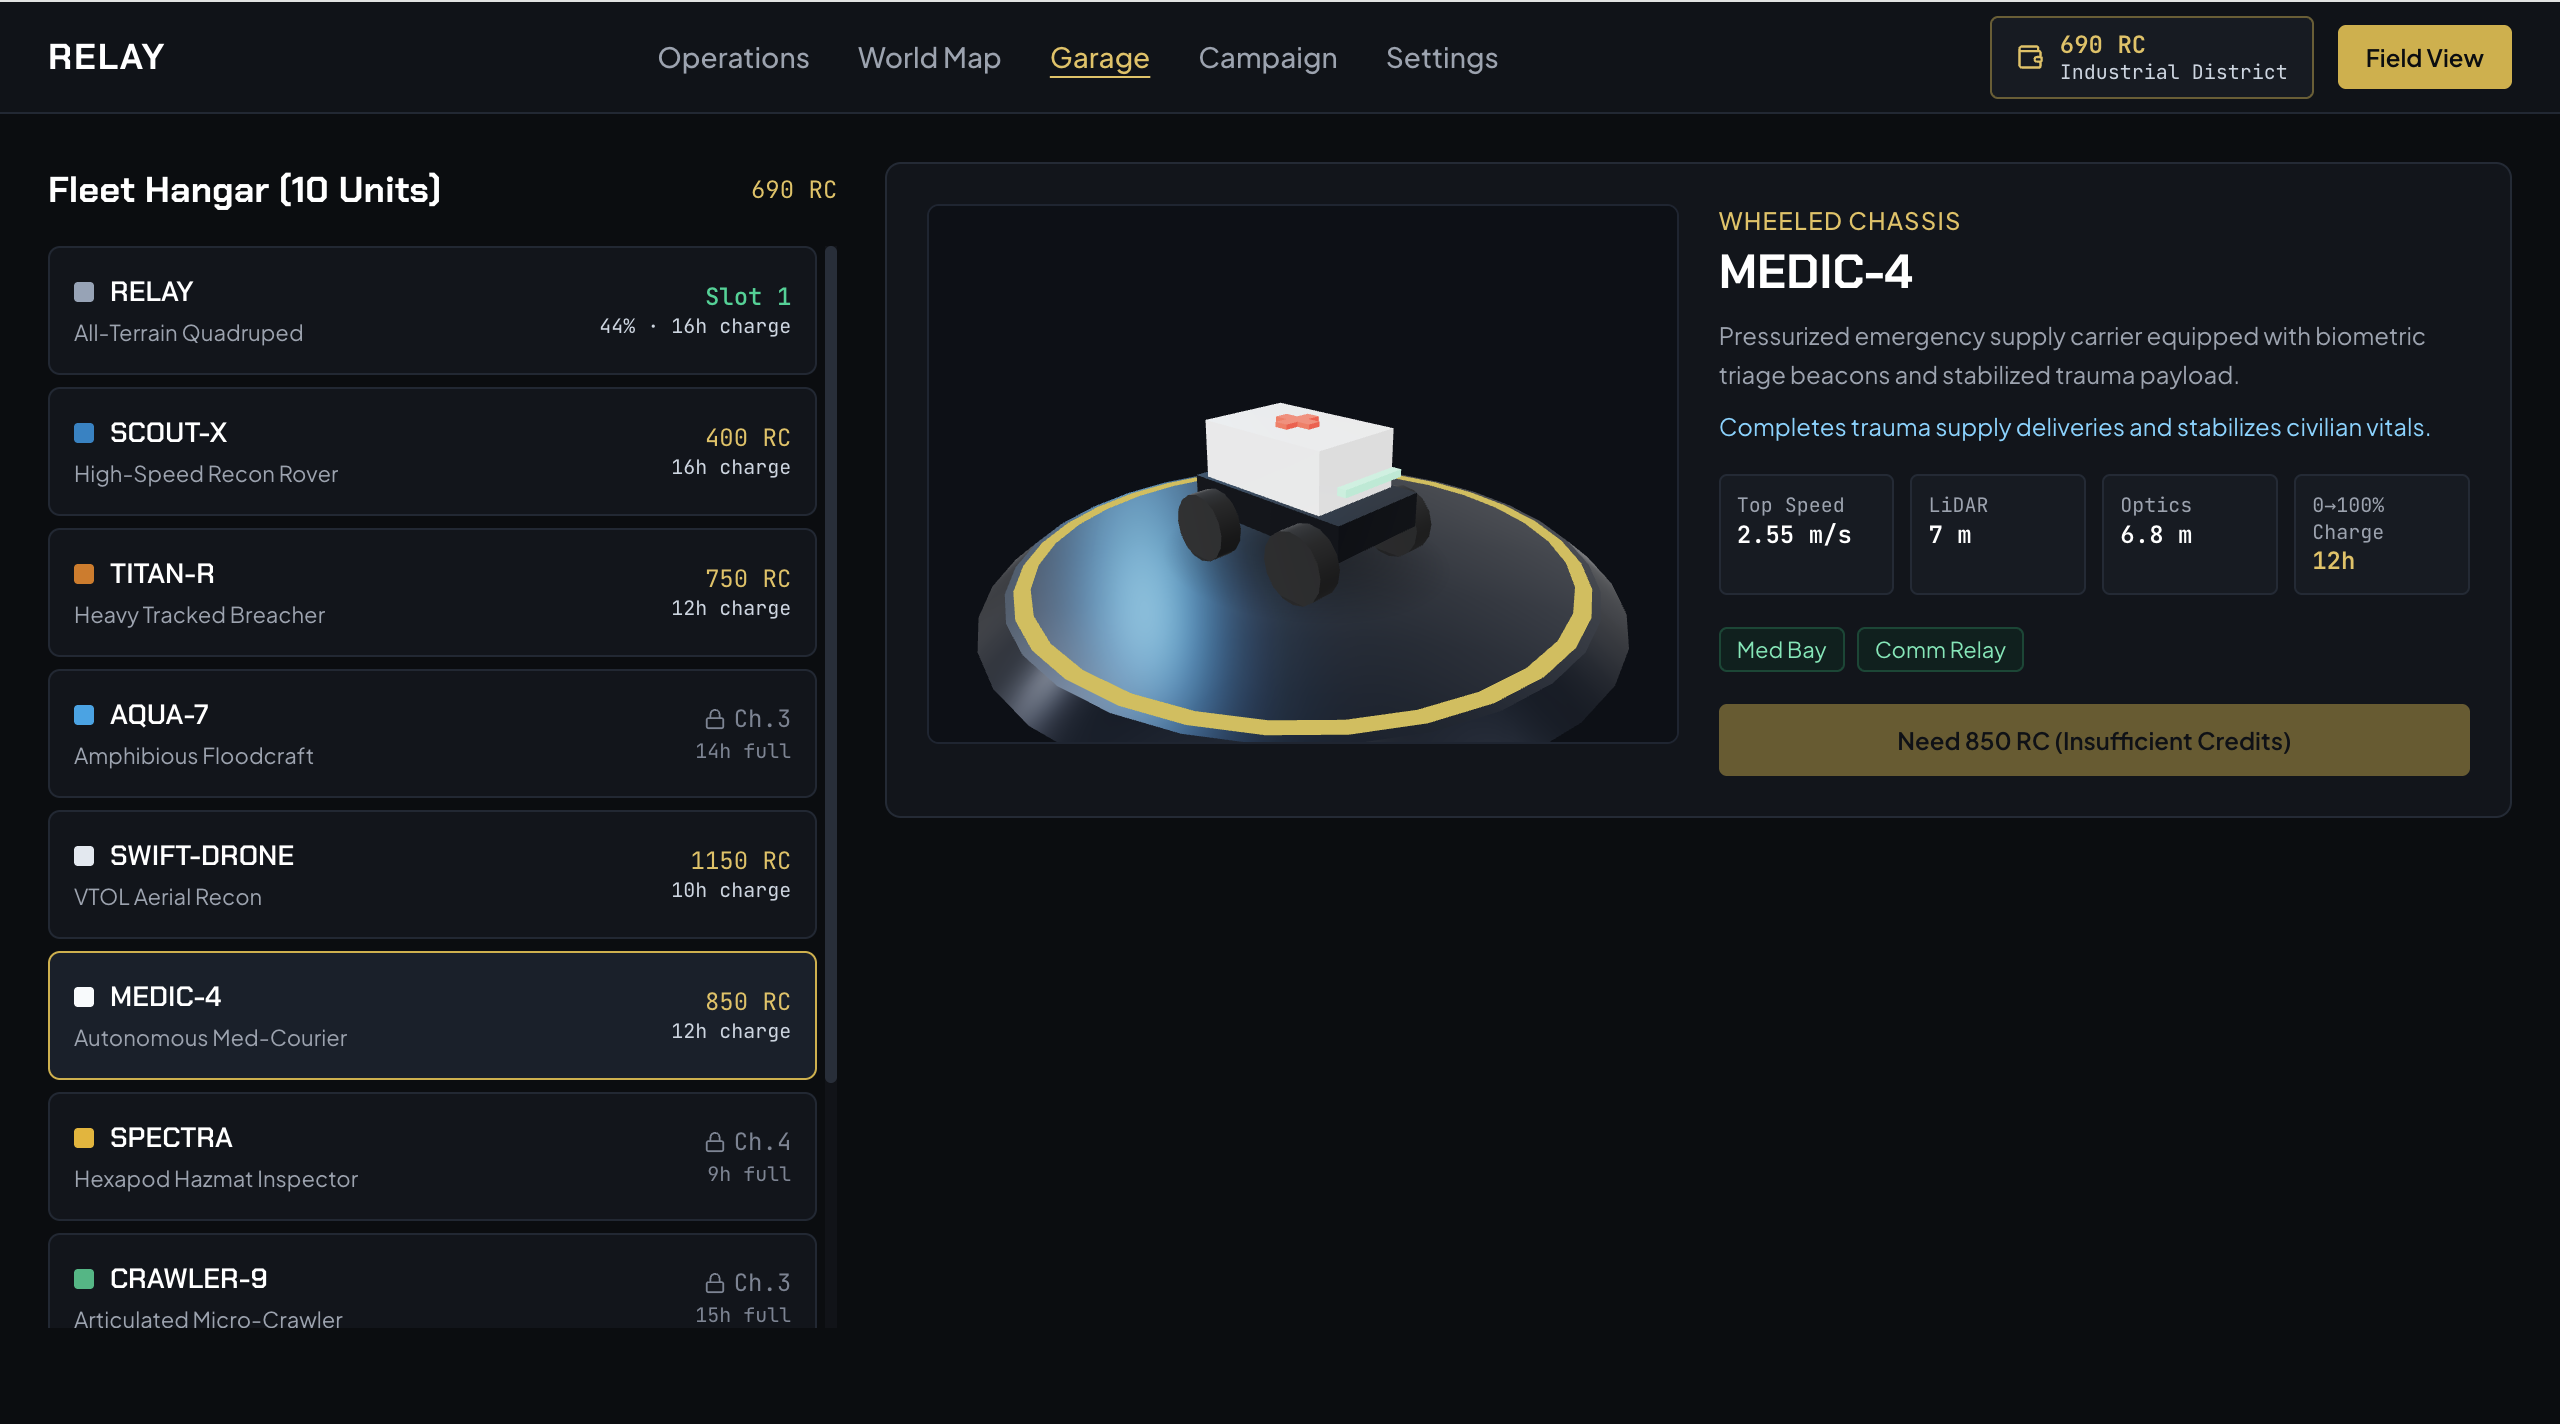 RELAY
Operations
World Map
Garage
Campaign
Settings
690 RC
Industrial District
Field View
Fleet Hangar (10 Units)
690 RC
RELAY
All-Terrain Quadruped
Slot 1
44% · 16h charge
SCOUT-X
High-Speed Recon Rover
400 RC
16h charge
TITAN-R
Heavy Tracked Breacher
750 RC
12h charge
AQUA-7
Amphibious Floodcraft
Ch.3
14h full
SWIFT-DRONE
VTOL Aerial Recon
1150 RC
10h charge
MEDIC-4
Autonomous Med-Courier
850 RC
12h charge
SPECTRA
Hexapod Hazmat Inspector
Ch.4
9h full
CRAWLER-9
Articulated Micro-Crawler
Ch.3
15h full
WHEELED CHASSIS
MEDIC-4
Pressurized emergency supply carrier equipped with biometric
triage beacons and stabilized trauma payload.
Completes trauma supply deliveries and stabilizes civilian vitals.
Top Speed
2.55 m/s
LiDAR
7 m
Optics
6.8 m
0→100%
Charge
12h
Med Bay
Comm Relay
Need 850 RC (Insufficient Credits)